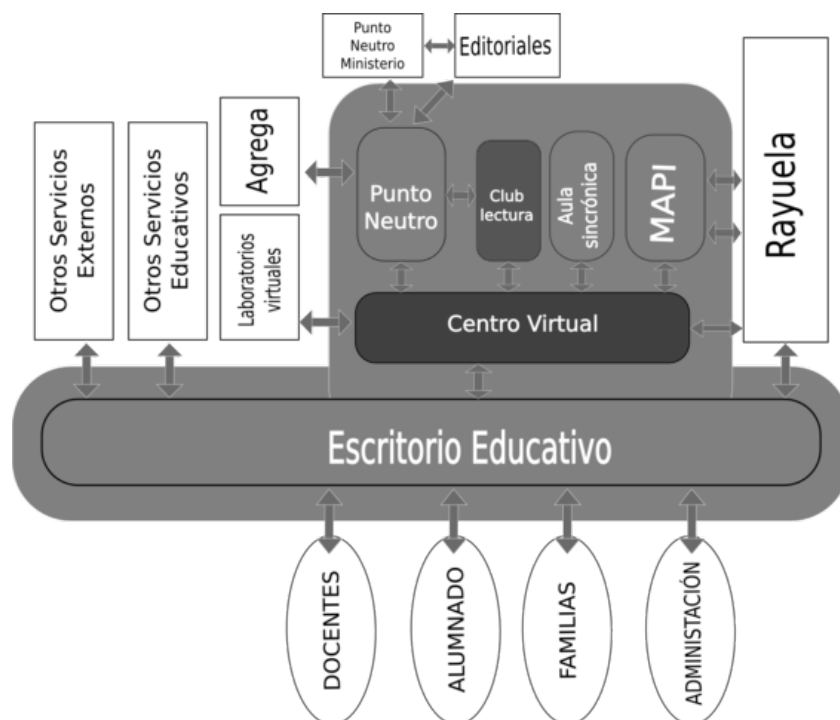 Punto
Neutro
Ministerio
Editoriales
Otros Servicios
Externos
Otros Servicios
Educativos
Agrega
Laboratorios
virtuales
Punto
Neutro
Club
lectura
Aula
sincrónica
MAPI
Rayuela
Centro Virtual
Escritorio Educativo
DOCENTES
ALUMNADO
FAMILIAS
ADMINISTACIÓN